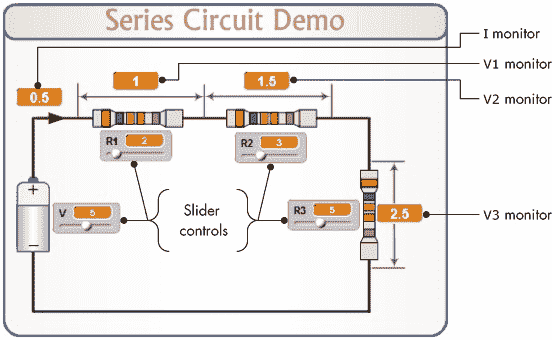 Series Circuit Demo
I monitor
V1 monitor
1
1.5
0.5
V2 monitor
R1 2
R2 3
+
V 5
Slider
controls
R3 5
2.5
V3 monitor
−